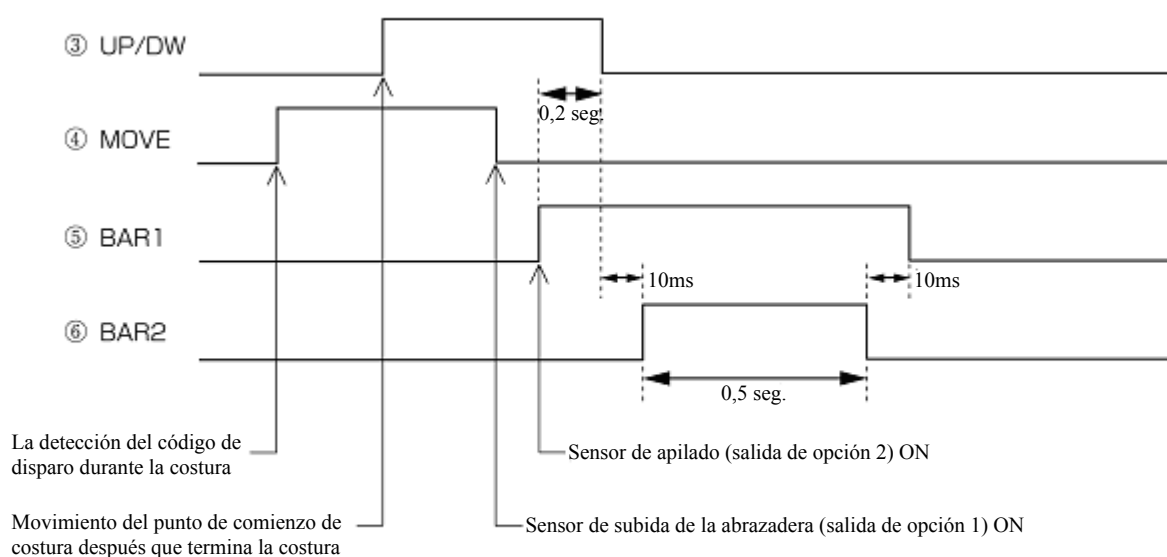 ③ UP/DW
0,2 seg.
④ MOVE
⑤ BAR1
10ms
10ms
⑥ BAR2
0,5 seg.
La detección del código de
disparo durante la costura
Sensor de apilado (salida de opción 2) ON
Movimiento del punto de comienzo de
costura después que termina la costura
Sensor de subida de la abrazadera (salida de opción 1) ON